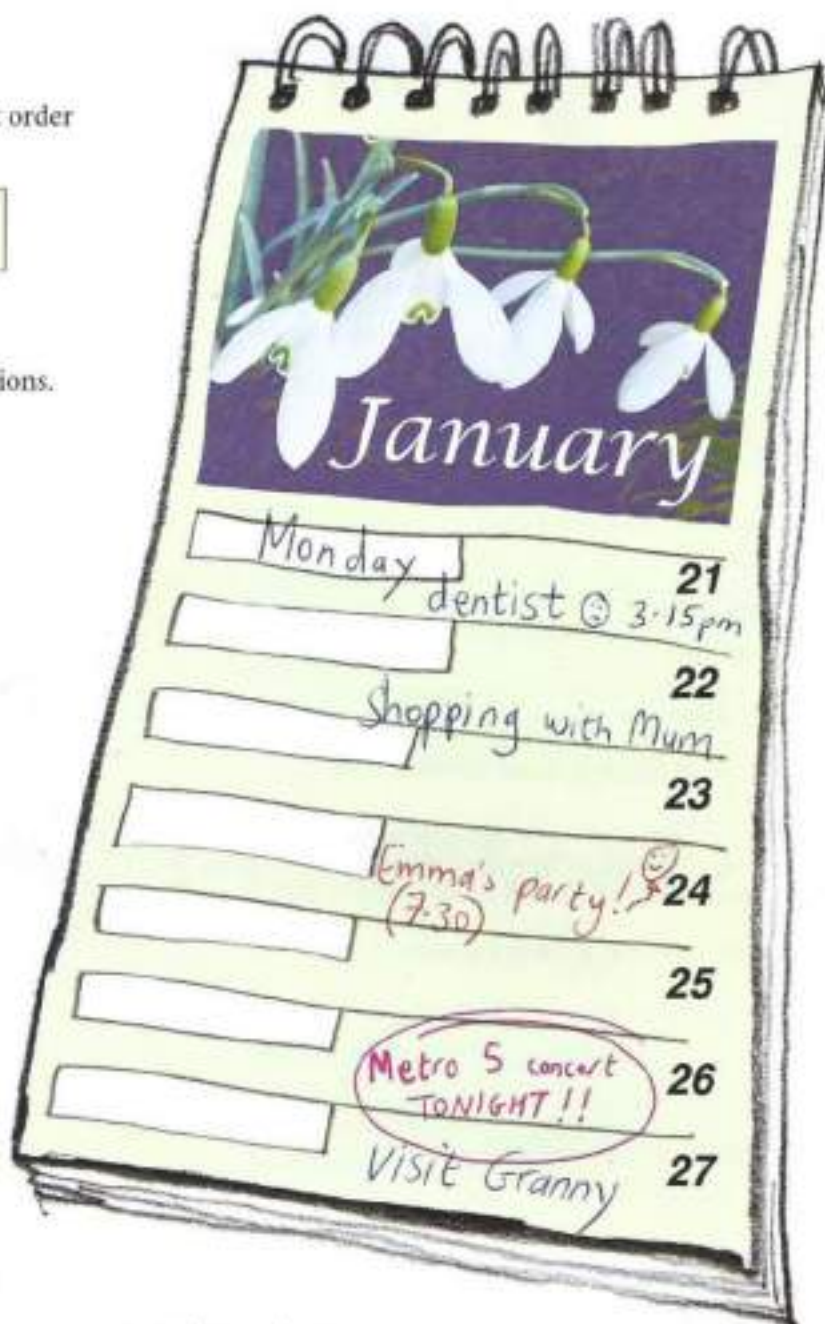 order
ions.
January
Monday
21
dentist 3.15pm
22
Shopping with Mum
23
Emma's party!
24
(7.30)
25
Metro 5 concert
26
TONIGHT!!
27
Visit Granny